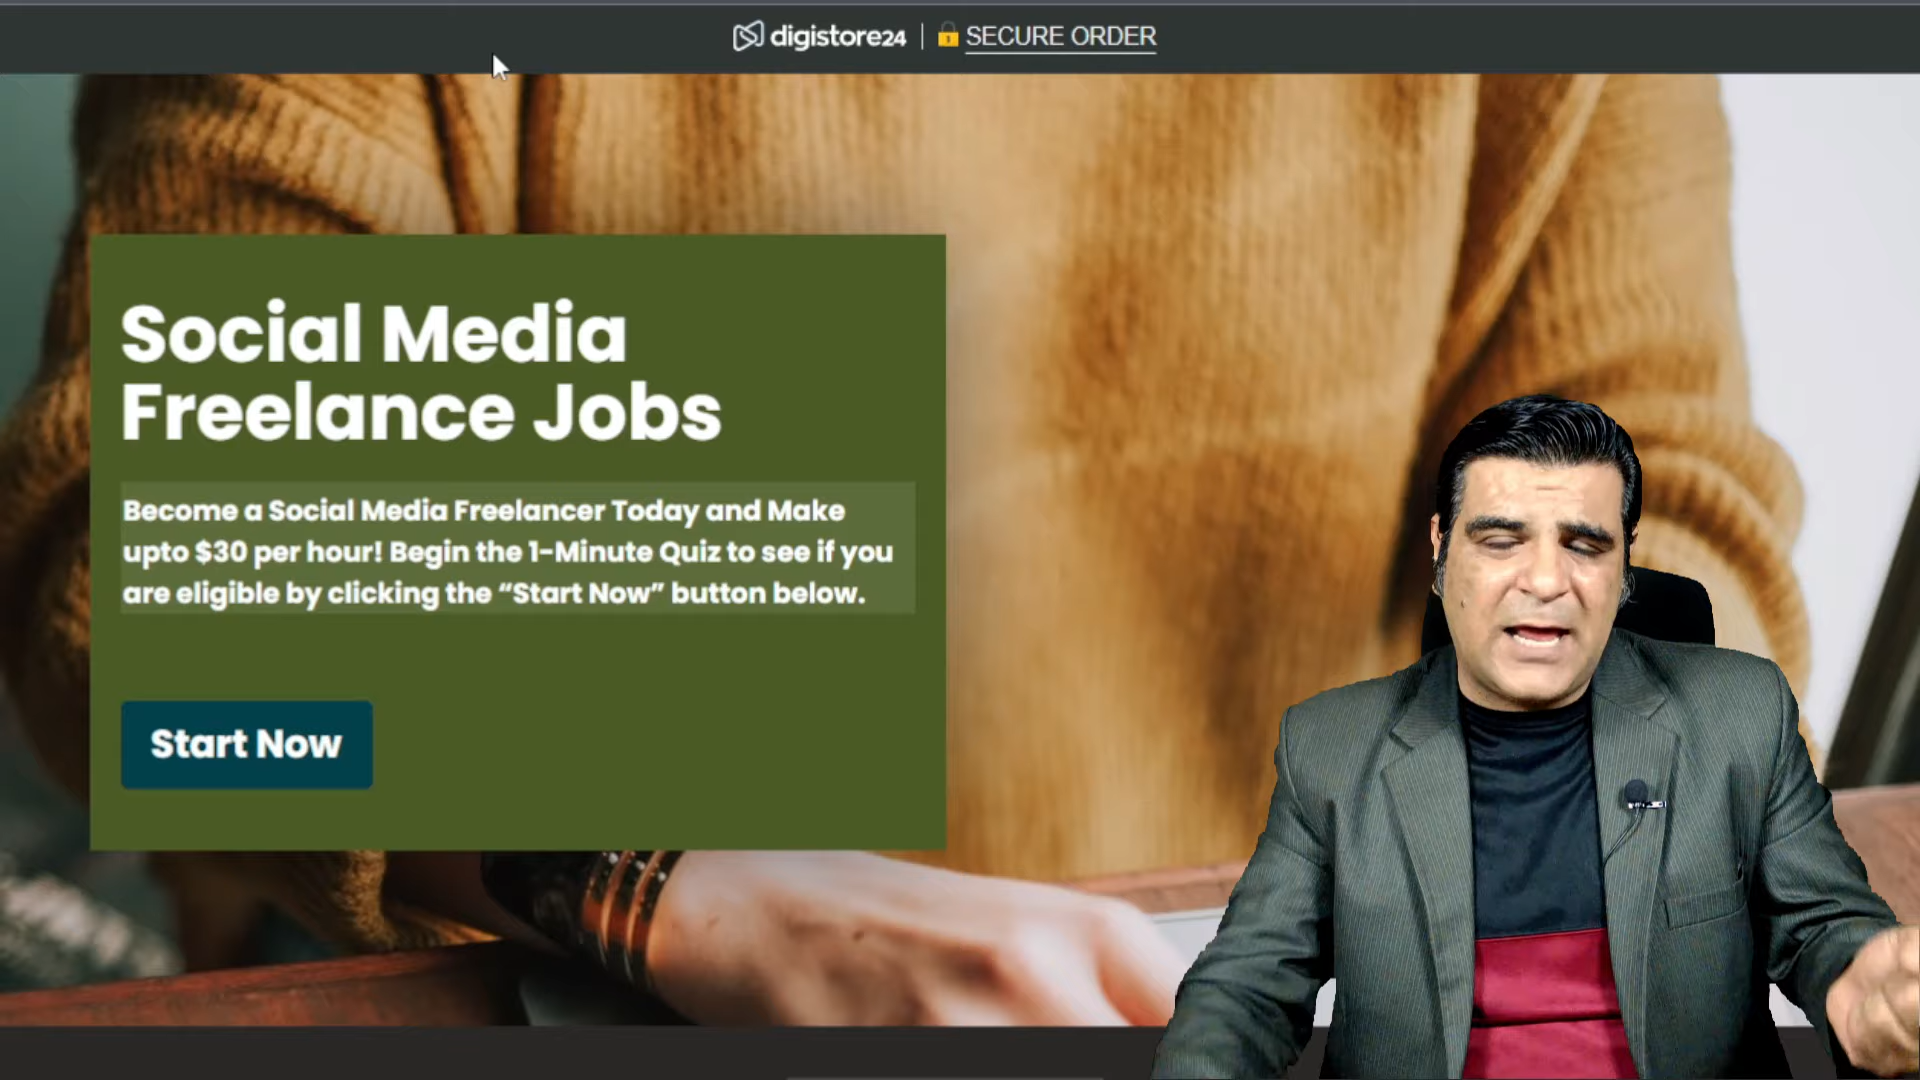 digistore24 | SECURE ORDER
Social Media
Freelance Jobs
Become a Social Media Freelancer Today and Make
upto $30 per hour! Begin the 1-Minute Quiz to see if you
are eligible by clicking the “Start Now” button below.
Start Now